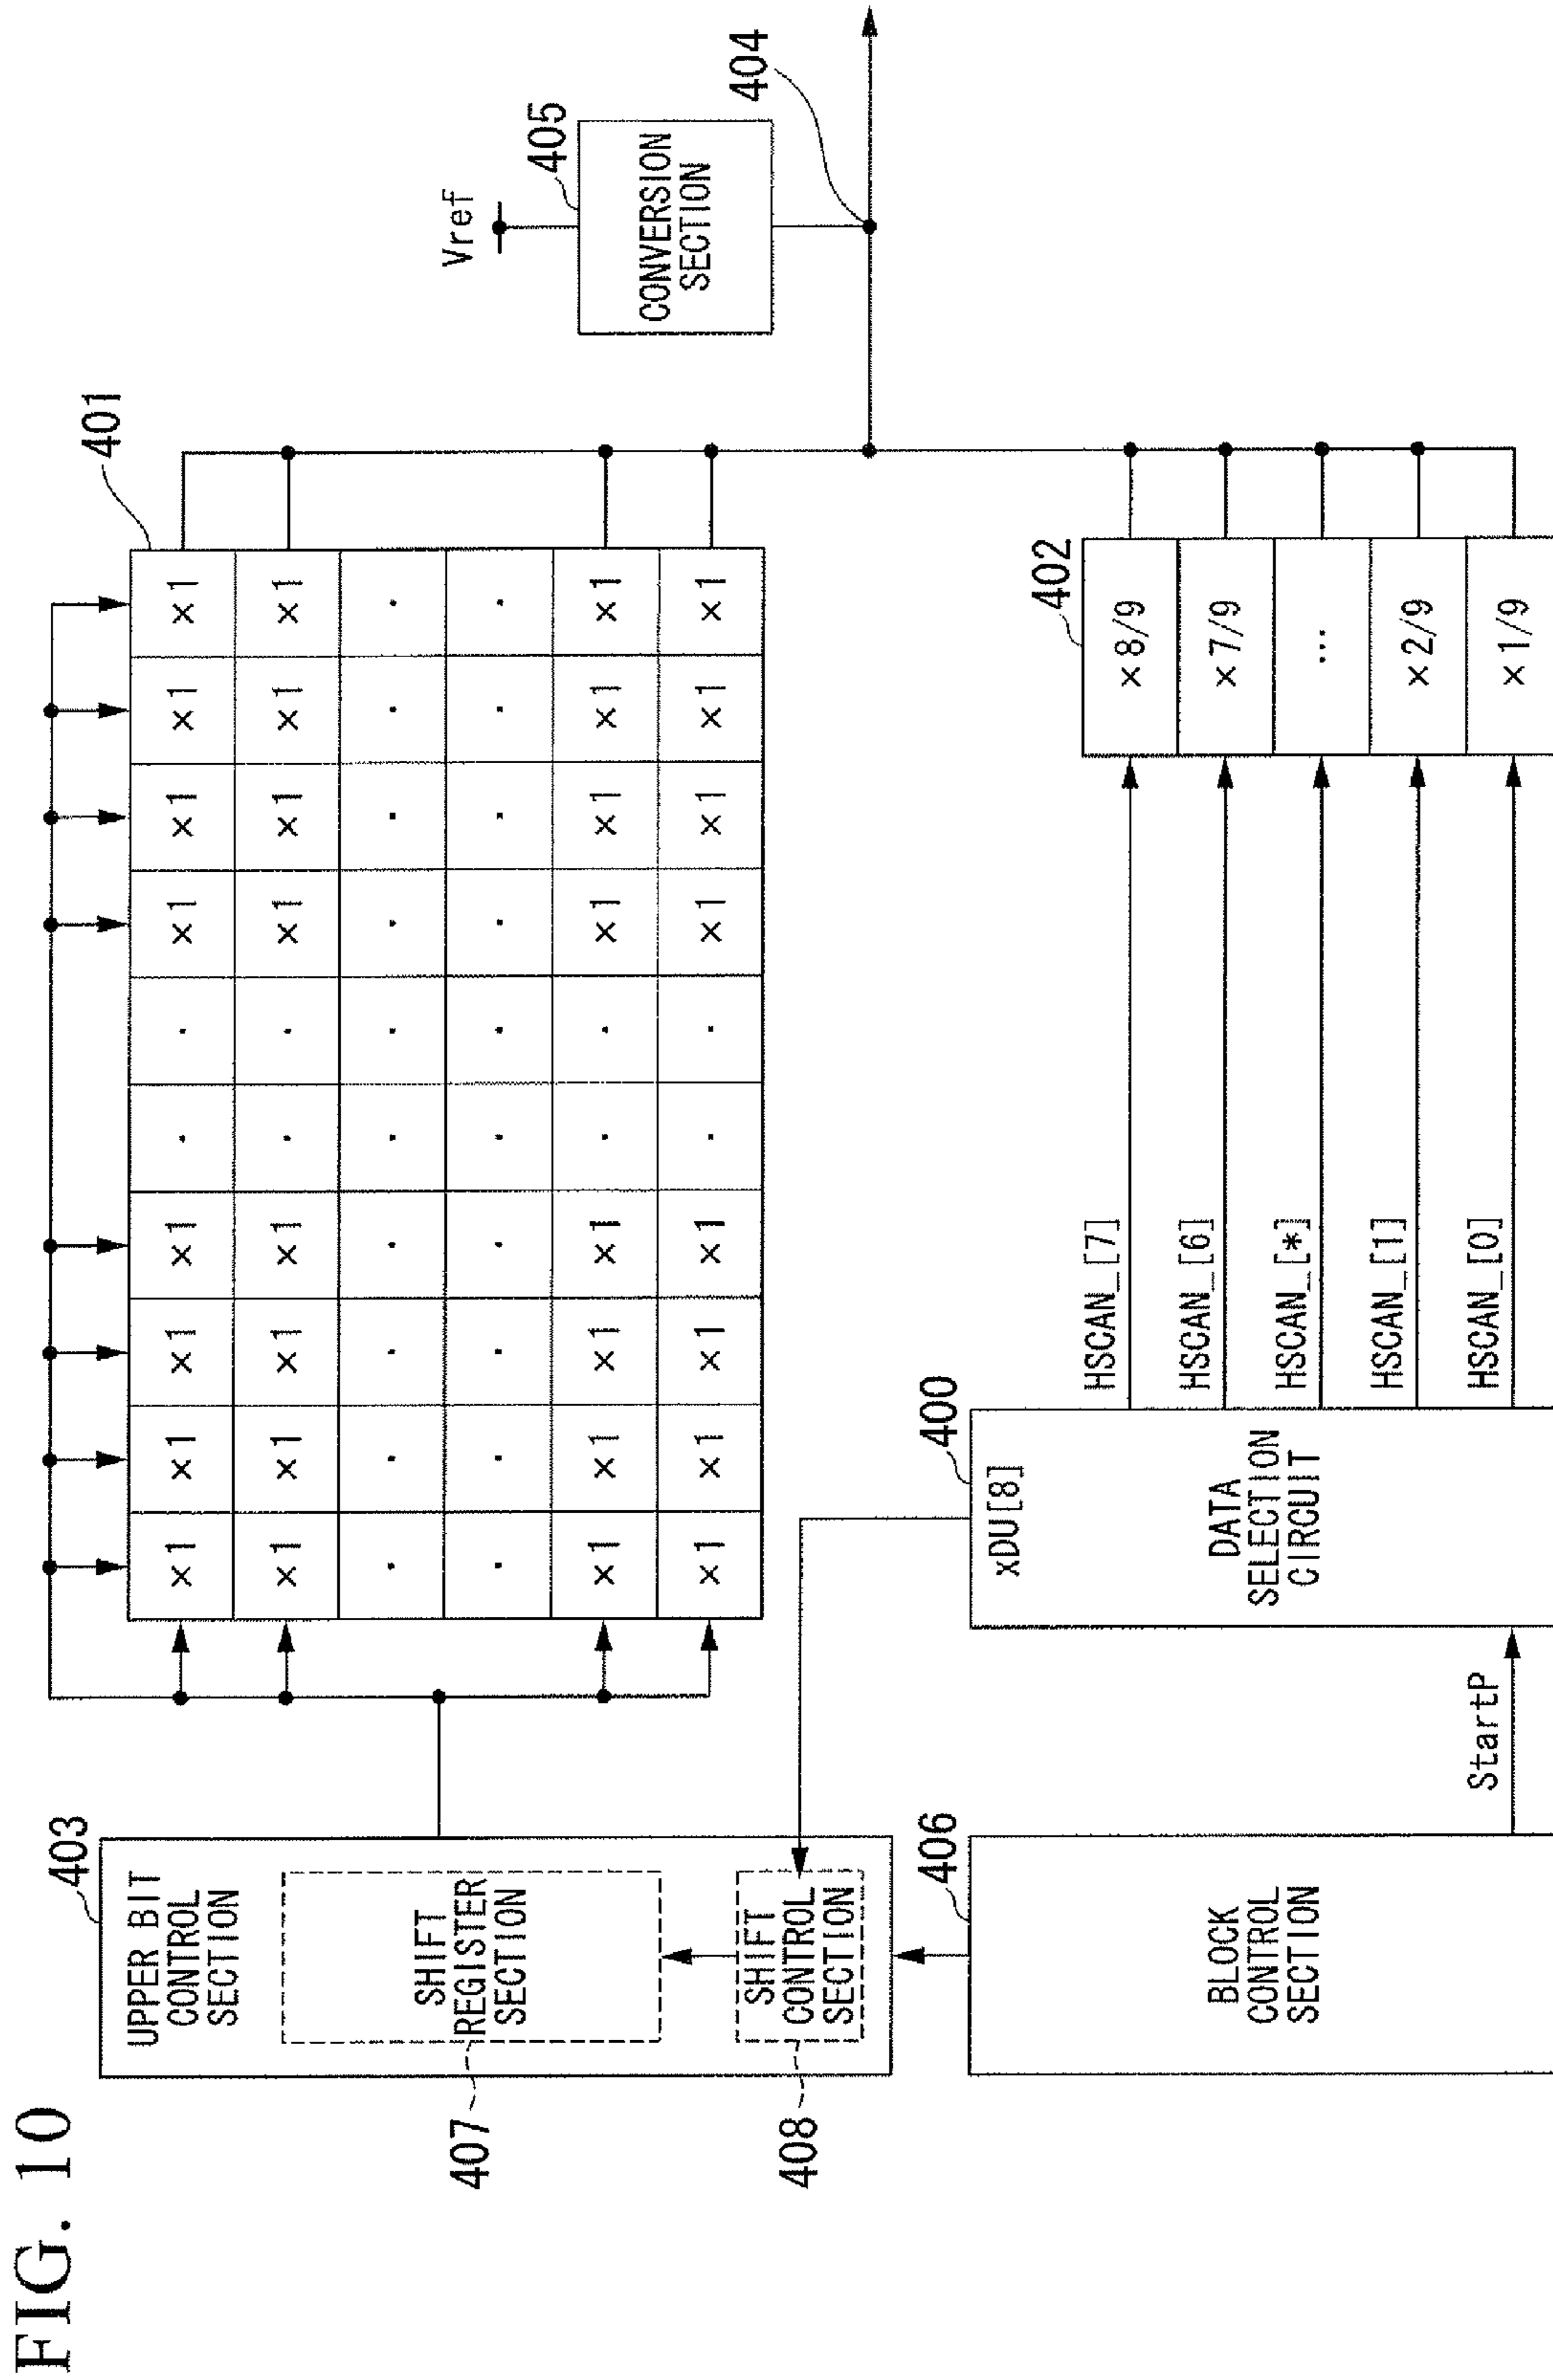 FIG. 10
403
UPPER BIT
CONTROL
SECTION
SHIFT
REGISTER
SECTION
407
SHIFT
CONTROL
SECTION
408
401
×1 ×1 ×1 ×1 · · ×1 ×1 ×1 ×1
×1 ×1 ×1 ×1 · · ×1 ×1 ×1 ×1
· · · · · · · · · ·
· · · · · · · · · ·
×1 ×1 ×1 ×1 · · ×1 ×1 ×1 ×1
×1 ×1 ×1 ×1 · · ×1 ×1 ×1 ×1
Vref
405
CONVERSION
SECTION
404
406
BLOCK
CONTROL
SECTION
StartP
400
xDU[8]
DATA
SELECTION
CIRCUIT
HSCAN_[7]
HSCAN_[6]
HSCAN_[*]
HSCAN_[1]
HSCAN_[0]
402
×8/9
×7/9
...
×2/9
×1/9